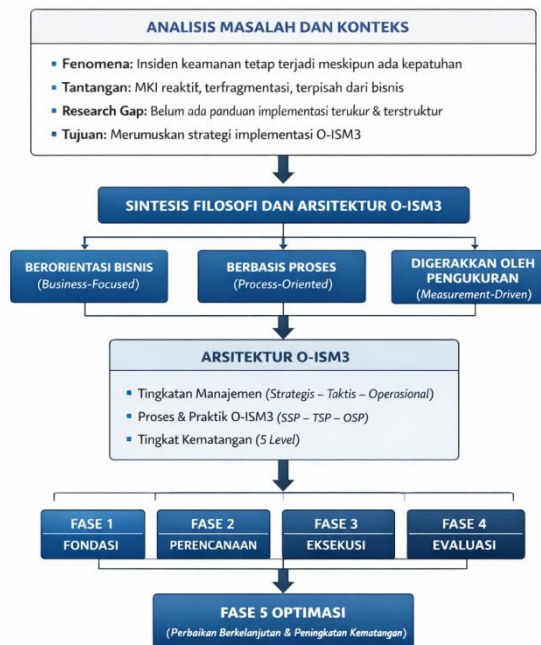 ANALISIS MASALAH DAN KONTEKS
▪ Fenomena: Insiden keamanan tetap terjadi meskipun ada kepatuhan
▪ Tantangan: MKI reaktif, terfragmentasi, terpisah dari bisnis
▪ Research Gap: Belum ada panduan implementasi terukur & terstruktur
▪ Tujuan: Merumuskan strategi implementasi O-ISM3
SINTESIS FILOSOFI DAN ARSITEKTUR O-ISM3
BERORIENTASI BISNIS
(Business-Focused)
BERBASIS PROSES
(Process-Oriented)
DIGERAKKAN OLEH
PENGUKURAN
(Measurement-Driven)
ARSITEKTUR O-ISM3
▪ Tingkatan Manajemen (Strategis – Taktis – Operasional)
▪ Proses & Praktik O-ISM3 (SSP – TSP – OSP)
▪ Tingkat Kematangan (5 Level)
FASE 1
FONDASI
FASE 2
PERENCANAAN
FASE 3
EKSEKUSI
FASE 4
EVALUASI
FASE 5 OPTIMASI
(Perbaikan Berkelanjutan & Peningkatan Kematangan)